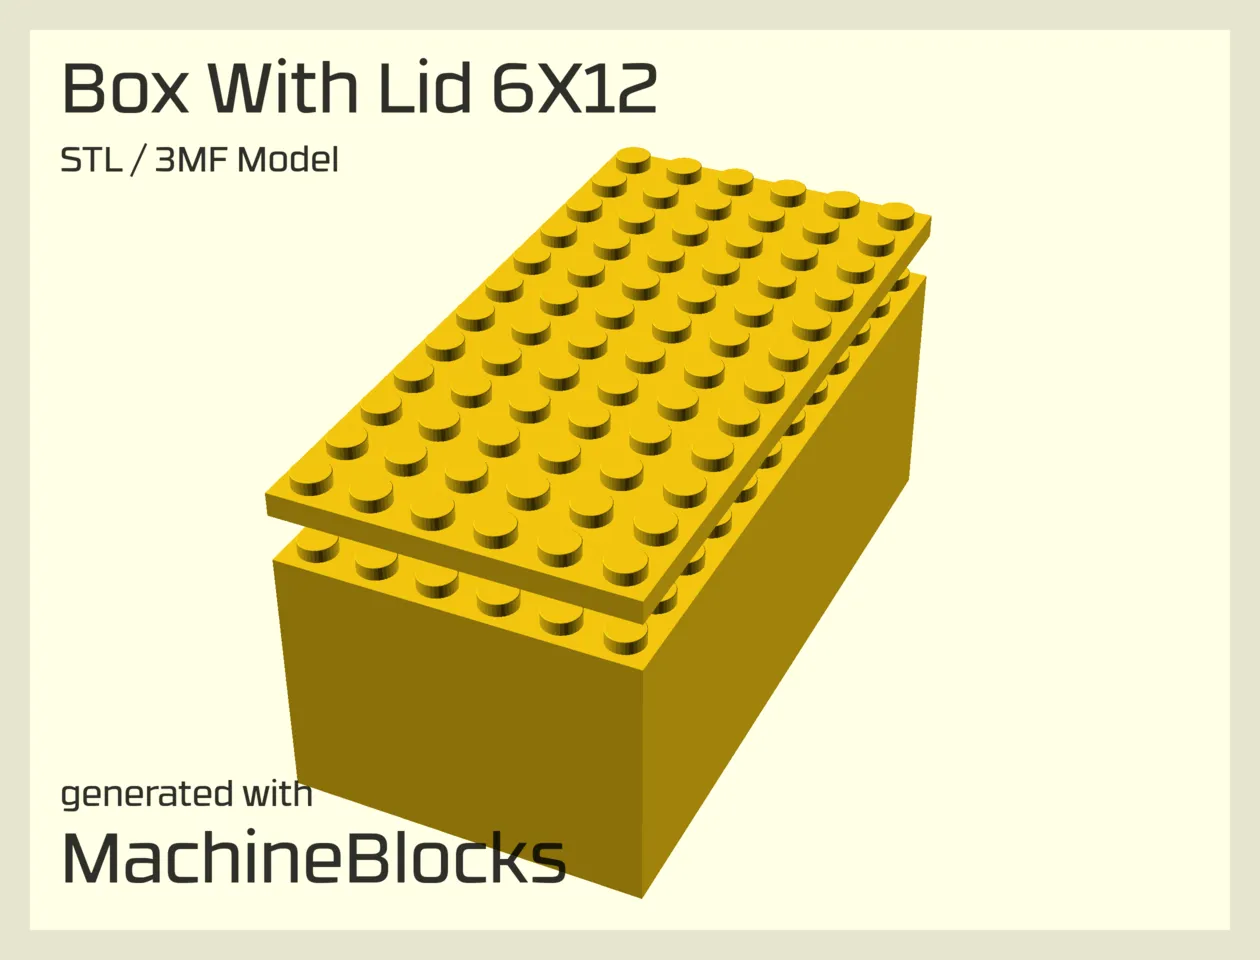 Box With Lid 6X12
STL / 3MF Model
generated with
MachineBlocks